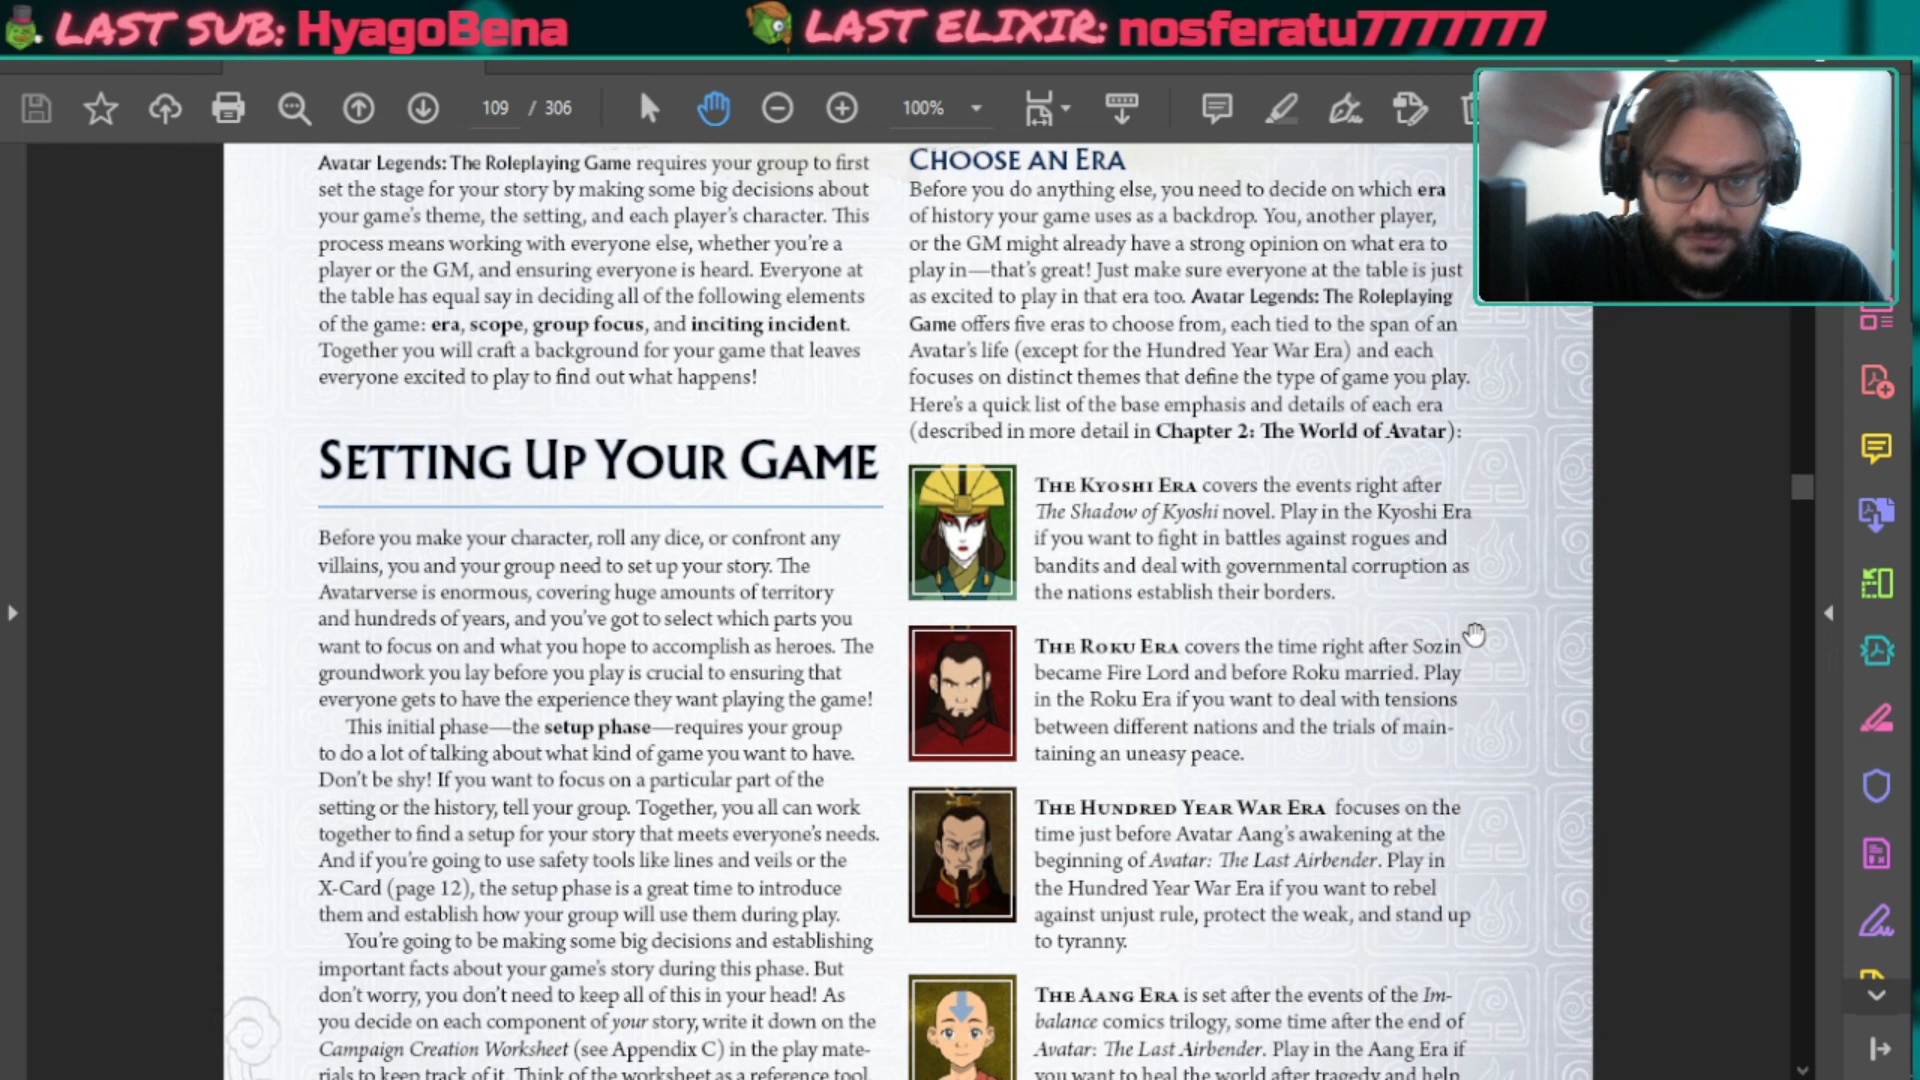 LAST SUB: HyagoBena
LAST ELIXIR: nosferatu7777777
109 / 306
100%
Avatar Legends: The Roleplaying Game requires your group to first
set the stage for your story by making some big decisions about
your game's theme, the setting, and each player's character. This
process means working with everyone else, whether you're a
player or the GM, and ensuring everyone is heard. Everyone at
the table has equal say in deciding all of the following elements
of the game: era, scope, group focus, and inciting incident.
Together you will craft a background for your game that leaves
everyone excited to play to find out what happens!
SETTING UP YOUR GAME
Before you make your character, roll any dice, or confront any
villains, you and your group need to set up your story. The
Avatarverse is enormous, covering huge amounts of territory
and hundreds of years, and you've got to select which parts you
want to focus on and what you hope to accomplish as heroes. The
groundwork you lay before you play is crucial to ensuring that
everyone gets to have the experience they want playing the game!
This initial phase—the setup phase—requires your group
to do a lot of talking about what kind of game you want to have.
Don't be shy! If you want to focus on a particular part of the
setting or the history, tell your group. Together, you all can work
together to find a setup for your story that meets everyone's needs.
And if you're going to use safety tools like lines and veils or the
X-Card (page 12), the setup phase is a great time to introduce
them and establish how your group will use them during play.
You're going to be making some big decisions and establishing
important facts about your game's story during this phase. But
don't worry, you don't need to keep all of this in your head! As
you decide on each component of your story, write it down on the
Campaign Creation Worksheet (see Appendix C) in the play mate-
rials to keep track of it. Think of the worksheet as a reference tool,
CHOOSE AN ERA
Before you do anything else, you need to decide on which era
of history your game uses as a backdrop. You, another player,
or the GM might already have a strong opinion on what era to
play in—that's great! Just make sure everyone at the table is just
as excited to play in that era too. Avatar Legends: The Roleplaying
Game offers five eras to choose from, each tied to the span of an
Avatar's life (except for the Hundred Year War Era) and each
focuses on distinct themes that define the type of game you play.
Here's a quick list of the base emphasis and details of each era
(described in more detail in Chapter 2: The World of Avatar):
THE KYOSHI ERA covers the events right after
The Shadow of Kyoshi novel. Play in the Kyoshi Era
if you want to fight in battles against rogues and
bandits and deal with governmental corruption as
the nations establish their borders.
THE ROKU ERA covers the time right after Sozin
became Fire Lord and before Roku married. Play
in the Roku Era if you want to deal with tensions
between different nations and the trials of main-
taining an uneasy peace.
THE HUNDRED YEAR WAR ERA focuses on the
time just before Avatar Aang's awakening at the
beginning of Avatar: The Last Airbender. Play in
the Hundred Year War Era if you want to rebel
against unjust rule, protect the weak, and stand up
to tyranny.
THE AANG ERA is set after the events of the Im-
balance comics trilogy, some time after the end of
Avatar: The Last Airbender. Play in the Aang Era if
you want to heal the world after tragedy and help